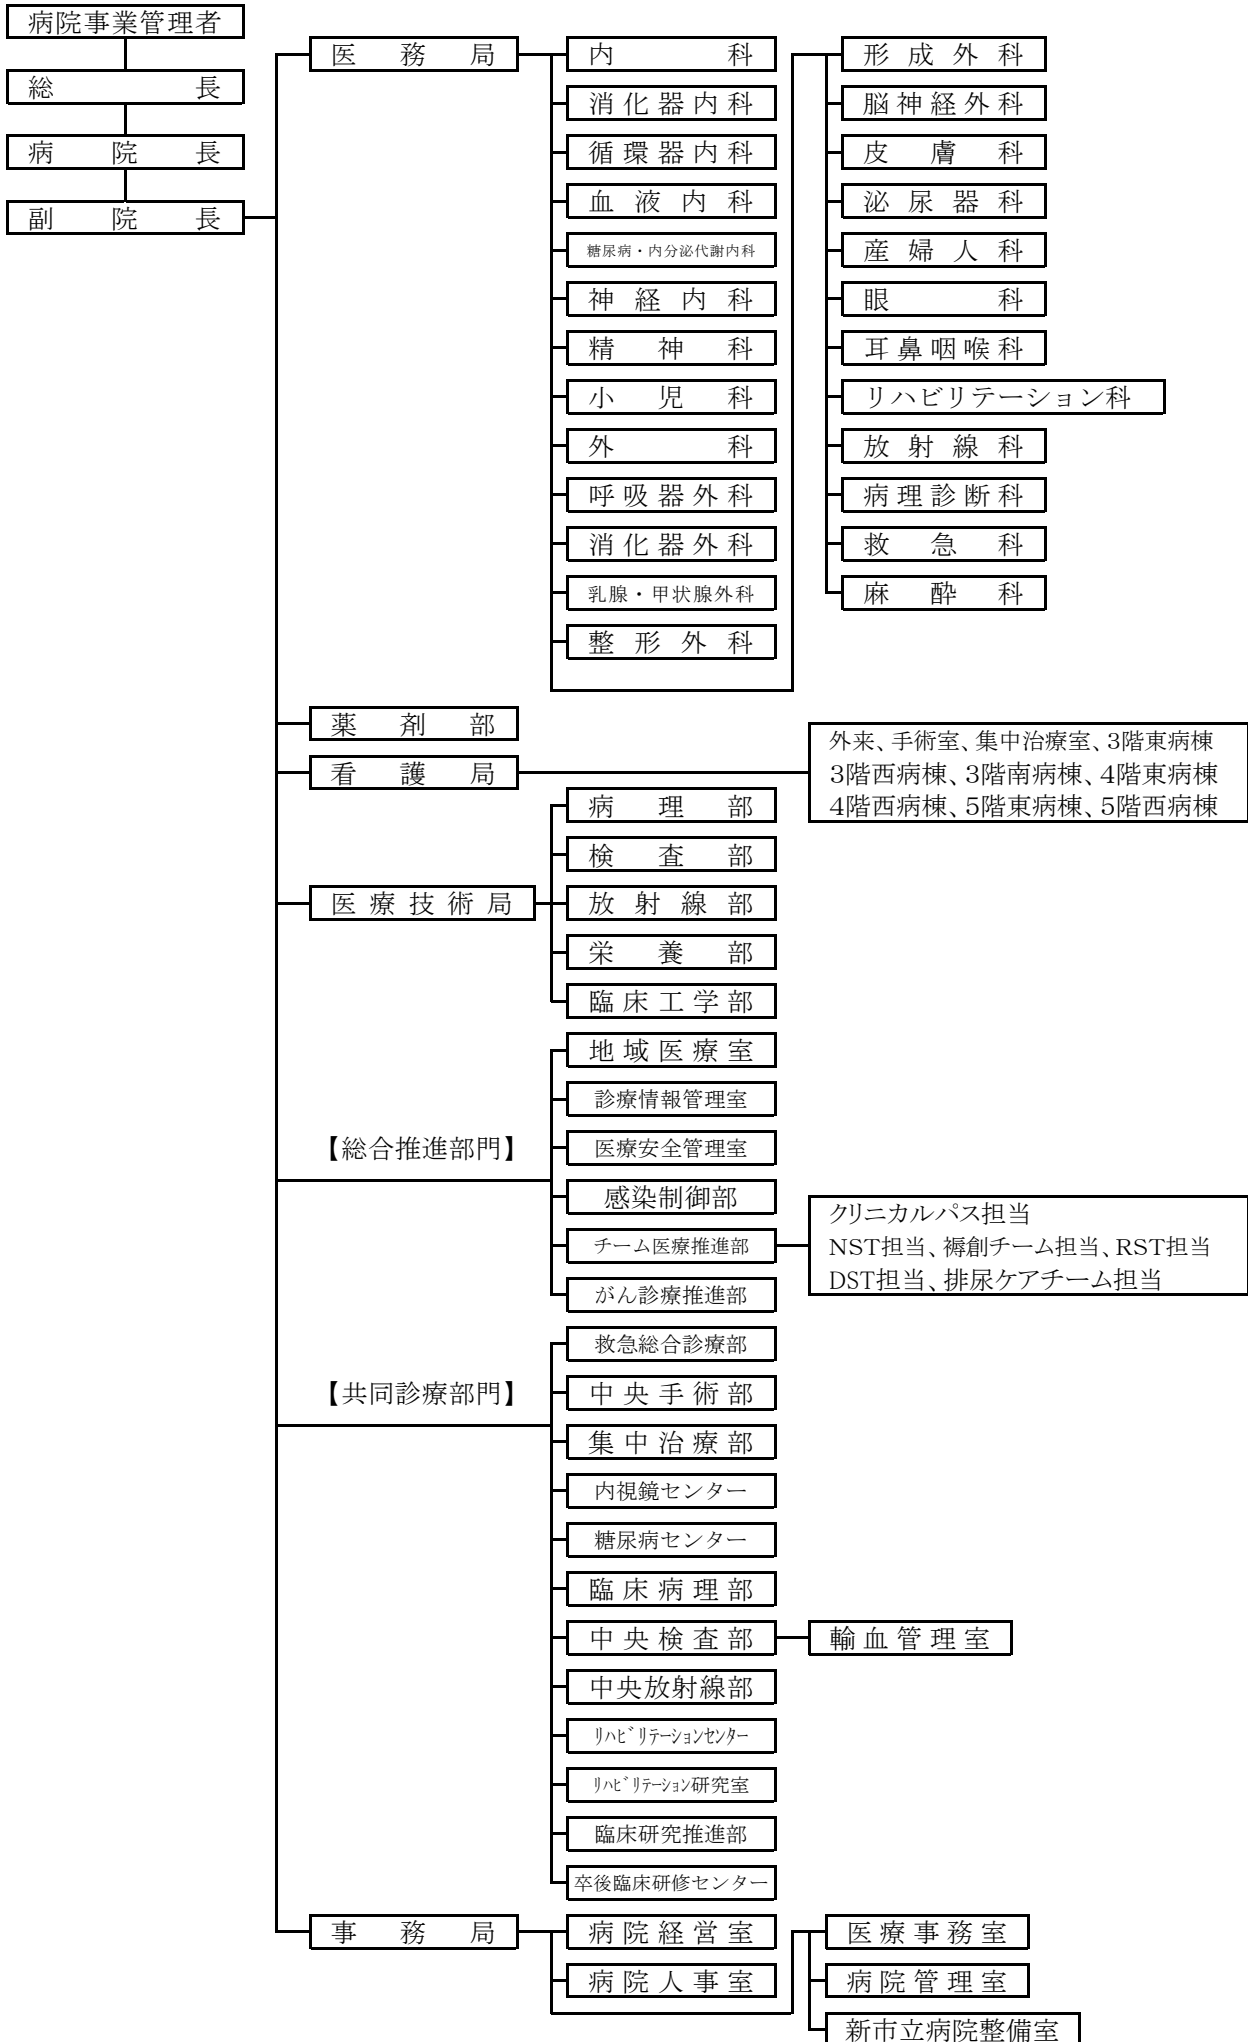 病院事業管理者
総長
病院長
副院長
医務局
内科
消化器内科
循環器内科
血液内科
糖尿病・内分泌代謝内科
神経内科
精神科
小児科
外科
呼吸器外科
消化器外科
乳腺・甲状腺外科
整形外科
形成外科
脳神経外科
皮膚科
泌尿器科
産婦人科
眼科
耳鼻咽喉科
リハビリテーション科
放射線科
病理診断科
救急科
麻酔科
薬剤部
看護局
外来、手術室、集中治療室、3階東病棟
3階西病棟、3階南病棟、4階東病棟
4階西病棟、5階東病棟、5階西病棟
医療技術局
病理部
検査部
放射線部
栄養部
臨床工学部
【総合推進部門】
地域医療室
診療情報管理室
医療安全管理室
感染制御部
チーム医療推進部
クリニカルパス担当
NST担当、褥創チーム担当、RST担当
DST担当、排尿ケアチーム担当
がん診療推進部
【共同診療部門】
救急総合診療部
中央手術部
集中治療部
内視鏡センター
糖尿病センター
臨床病理部
中央検査部
輸血管理室
中央放射線部
ﾘﾊﾋﾞﾘﾃｰｼｮﾝｾﾝﾀｰ
ﾘﾊﾋﾞﾘﾃｰｼｮﾝ研究室
臨床研究推進部
卒後臨床研修センター
事務局
病院経営室
病院人事室
医療事務室
病院管理室
新市立病院整備室